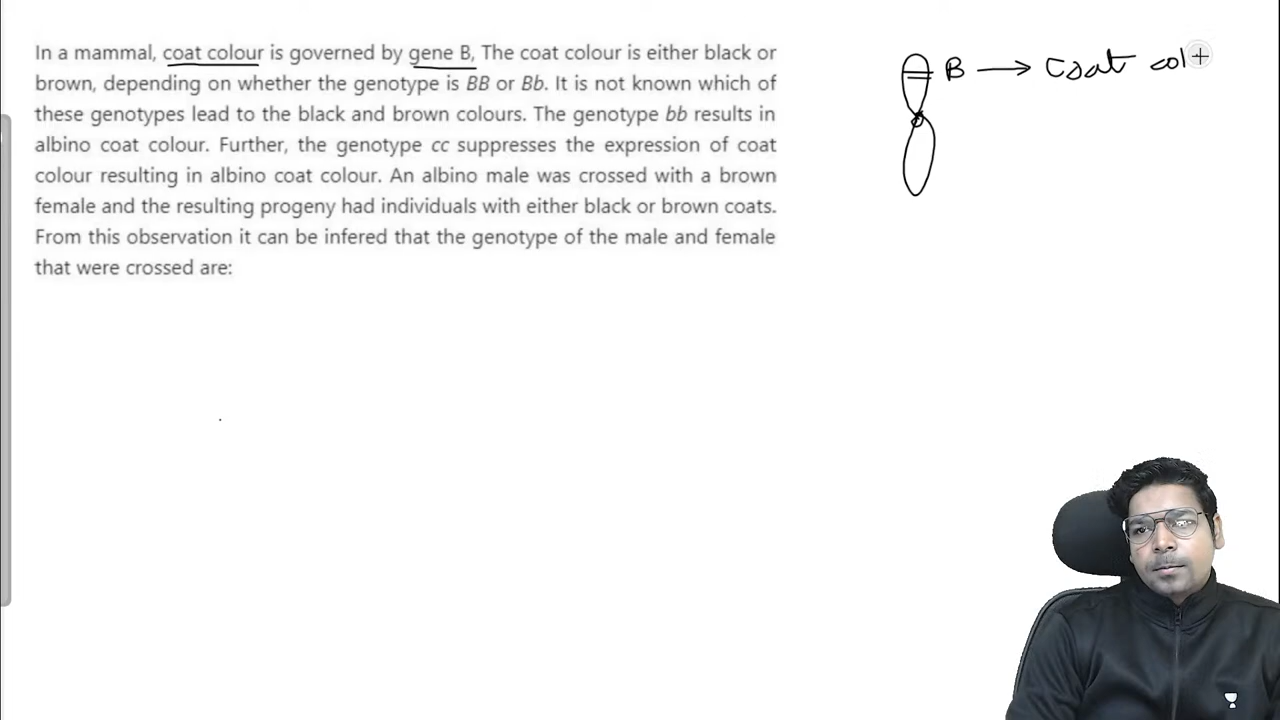 In a mammal, coat colour is governed by gene B, The coat colour is either black or
brown, depending on whether the genotype is BB or Bb. It is not known which of
these genotypes lead to the black and brown colours. The genotype bb results in
albino coat colour. Further, the genotype cc suppresses the expression of coat
colour resulting in albino coat colour. An albino male was crossed with a brown
female and the resulting progeny had individuals with either black or brown coats.
From this observation it can be infered that the genotype of the male and female
that were crossed are:
B → Coat col